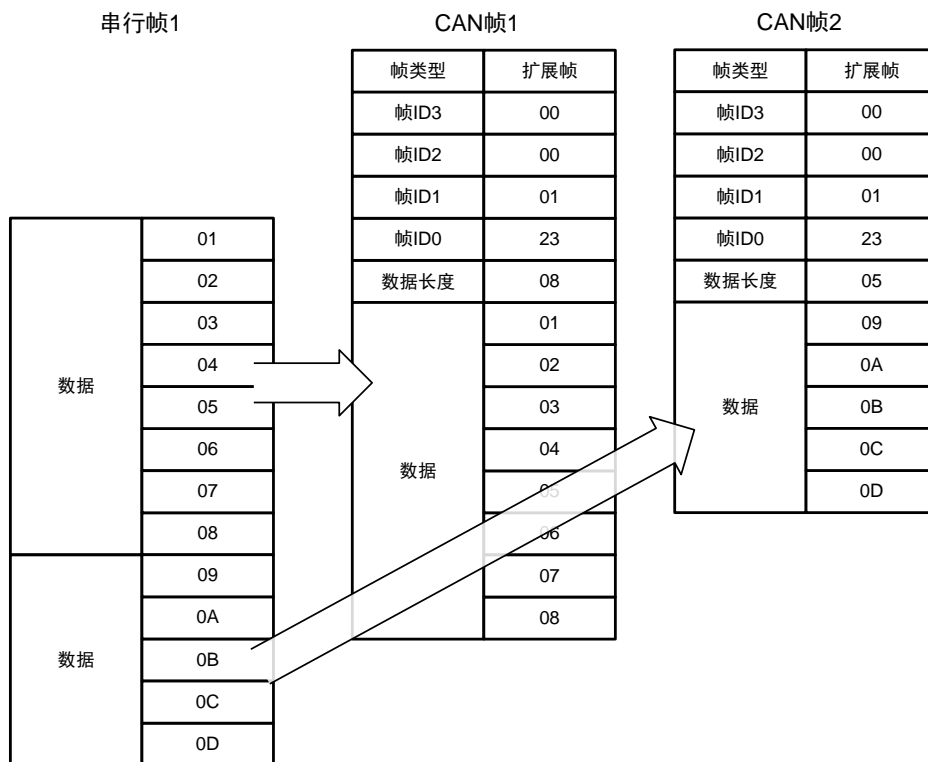 串行帧1
数据
01
02
03
04
05
06
07
08
数据
09
0A
0B
0C
0D
CAN帧1
帧类型 扩展帧
帧ID3 00
帧ID2 00
帧ID1 01
帧ID0 23
数据长度 08
数据
01
02
03
04
05
06
07
08
CAN帧2
帧类型 扩展帧
帧ID3 00
帧ID2 00
帧ID1 01
帧ID0 23
数据长度 05
数据
09
0A
0B
0C
0D